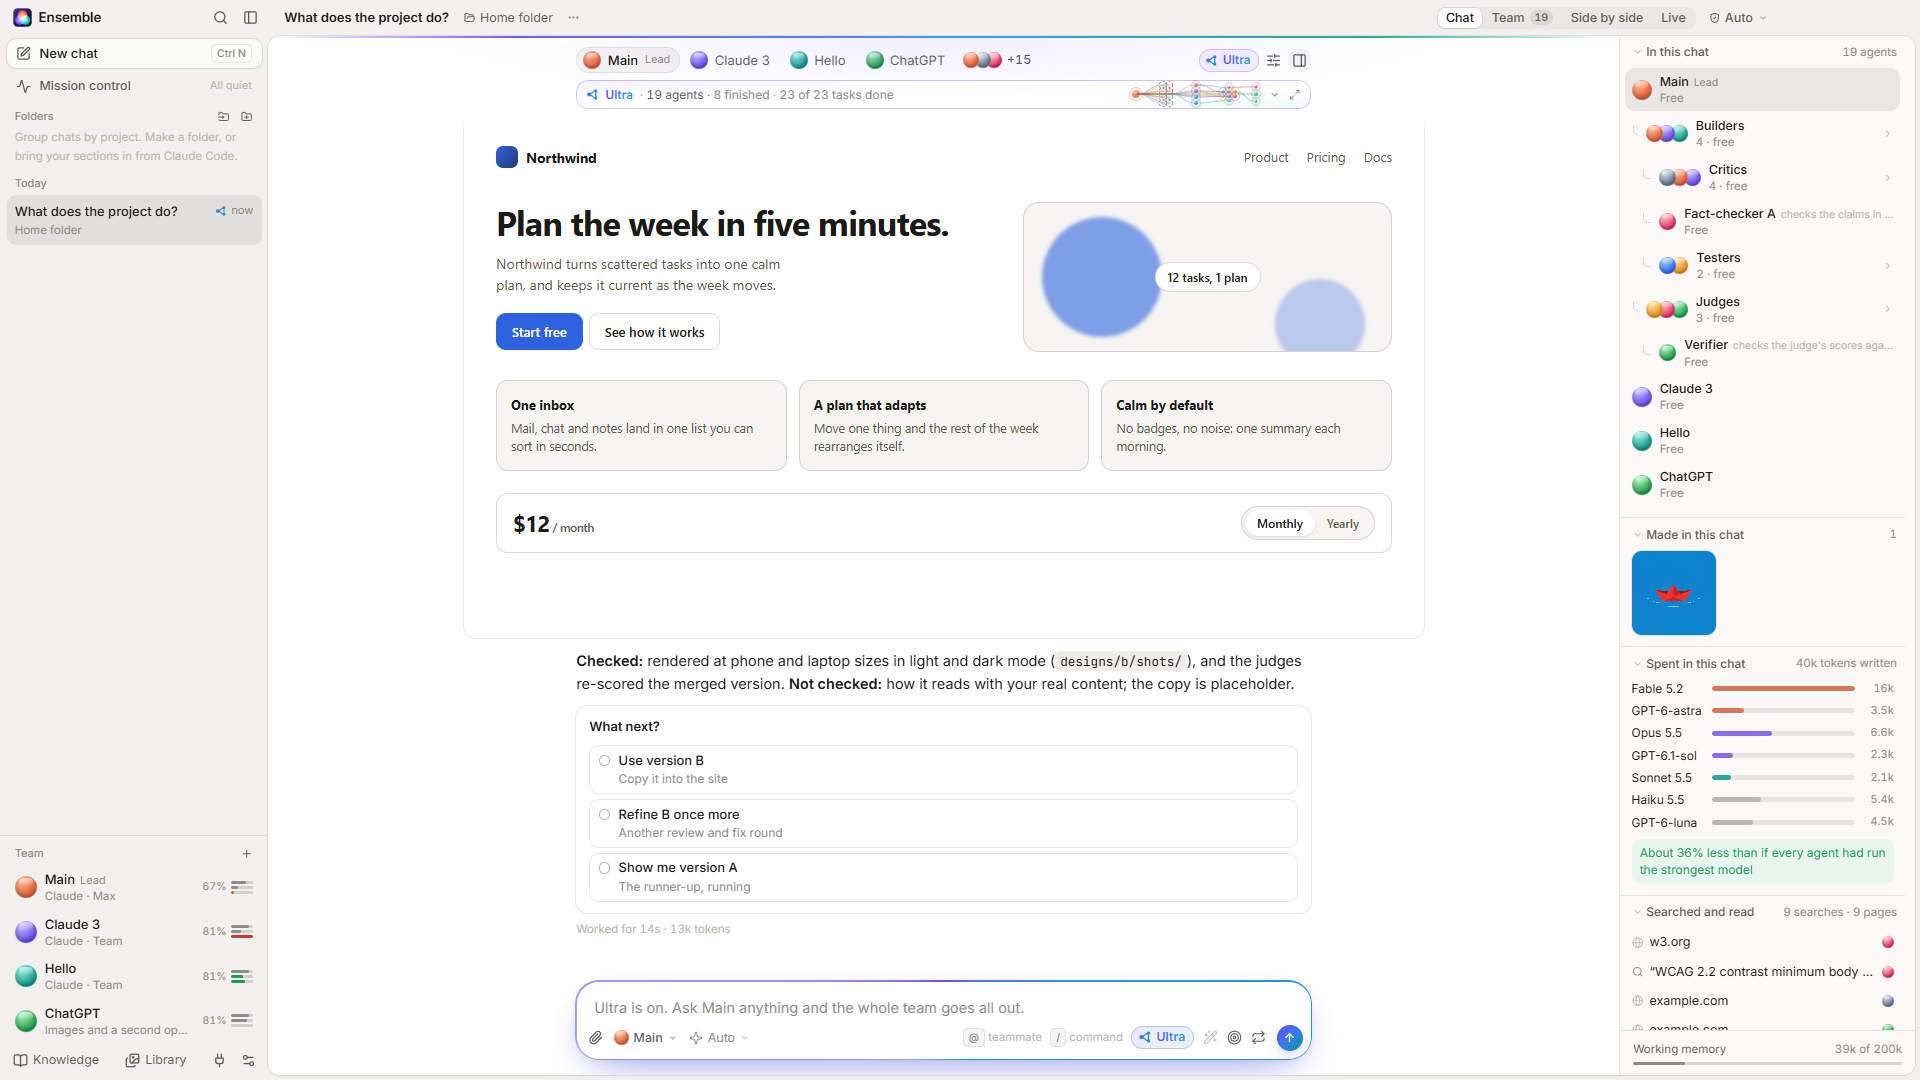 Ensemble
New chat
Ctrl N
Mission control
All quiet
Folders
Group chats by project. Make a folder, or
bring your sections in from Claude Code.
Today
What does the project do?
now
Home folder
Team
Main Lead
67%
Claude · Max
Claude 3
81%
Claude · Team
Hello
81%
Claude · Team
ChatGPT
81%
Images and a second op...
Knowledge
Library
What does the project do?
Home folder
Chat
Team 19
Side by side
Live
Auto
Main Lead
Claude 3
Hello
ChatGPT
+15
Ultra
Ultra · 19 agents · 8 finished · 23 of 23 tasks done
Northwind
Product
Pricing
Docs
Plan the week in five minutes.
Northwind turns scattered tasks into one calm
plan, and keeps it current as the week moves.
Start free
See how it works
12 tasks, 1 plan
One inbox
Mail, chat and notes land in one list you can
sort in seconds.
A plan that adapts
Move one thing and the rest of the week
rearranges itself.
Calm by default
No badges, no noise: one summary each
morning.
$12 / month
Monthly
Yearly
Checked: rendered at phone and laptop sizes in light and dark mode ( designs/b/shots/ ), and the judges
re-scored the merged version. Not checked: how it reads with your real content; the copy is placeholder.
What next?
Use version B
Copy it into the site
Refine B once more
Another review and fix round
Show me version A
The runner-up, running
Worked for 14s · 13k tokens
Ultra is on. Ask Main anything and the whole team goes all out.
Main
Auto
@ teammate
/ command
Ultra
In this chat
19 agents
Main Lead
Free
Builders
4 · free
Critics
4 · free
Fact-checker A checks the claims in ...
Free
Testers
2 · free
Judges
3 · free
Verifier checks the judge's scores aga...
Free
Claude 3
Free
Hello
Free
ChatGPT
Free
Made in this chat
1
Spent in this chat
40k tokens written
Fable 5.2
16k
GPT-6-astra
3.5k
Opus 5.5
6.6k
GPT-6.1-sol
2.3k
Sonnet 5.5
2.1k
Haiku 5.5
5.4k
GPT-6-luna
4.5k
About 36% less than if every agent had run
the strongest model
Searched and read
9 searches · 9 pages
w3.org
“WCAG 2.2 contrast minimum body ...
example.com
example.com
Working memory
39k of 200k